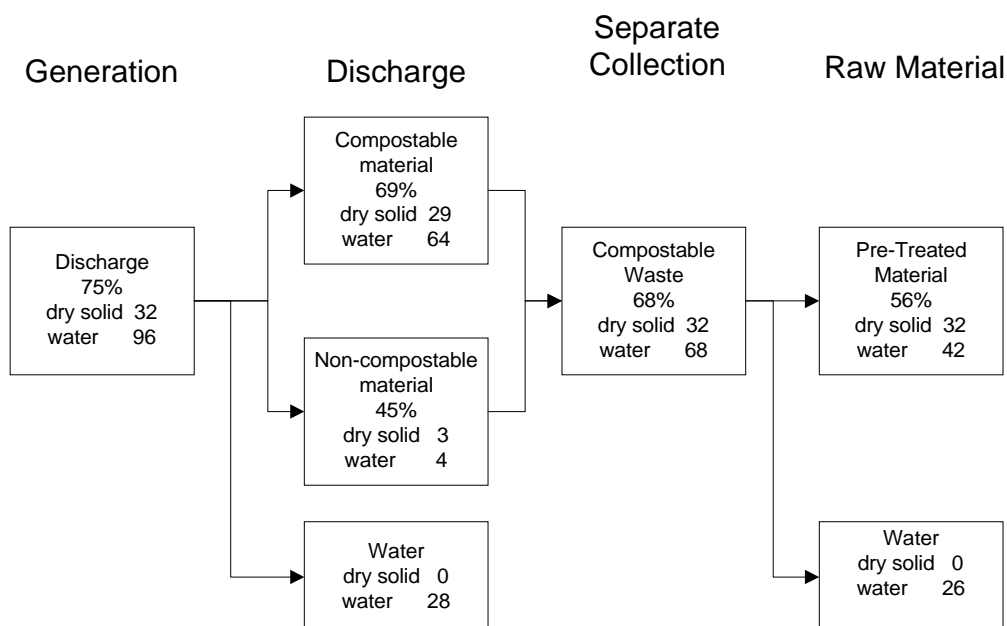 Generation
Discharge
Separate
Collection
Raw Material
Discharge
75%
dry solid 32
water 96
Compostable
material
69%
dry solid 29
water 64
Non-compostable
material
45%
dry solid 3
water 4
Water
dry solid 0
water 28
Compostable
Waste
68%
dry solid 32
water 68
Pre-Treated
Material
56%
dry solid 32
water 42
Water
dry solid 0
water 26